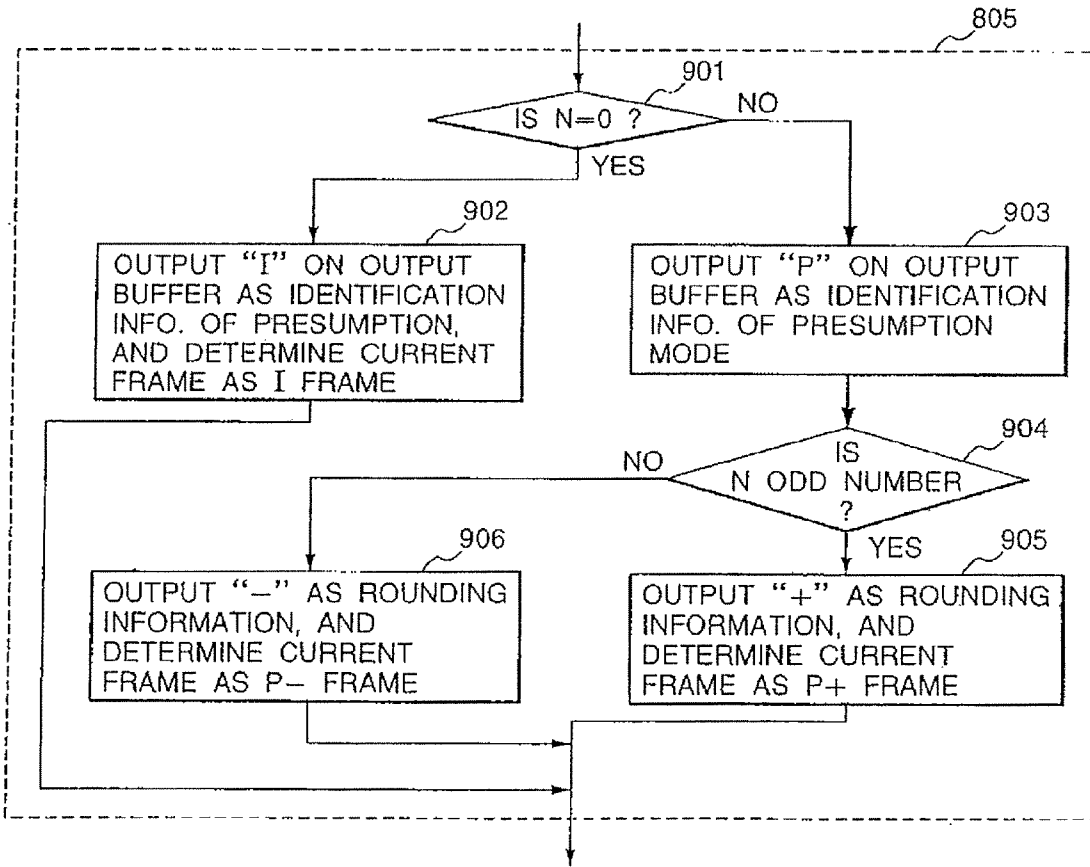 805
901
IS N=0 ?
NO
YES
902
OUTPUT “I” ON OUTPUT
BUFFER AS IDENTIFICATION
INFO. OF PRESUMPTION,
AND DETERMINE CURRENT
FRAME AS I FRAME
903
OUTPUT “P” ON OUTPUT
BUFFER AS IDENTIFICATION
INFO. OF PRESUMPTION
MODE
904
IS
N ODD NUMBER
?
NO
YES
906
OUTPUT “−” AS ROUNDING
INFORMATION, AND
DETERMINE CURRENT
FRAME AS P− FRAME
905
OUTPUT “+” AS ROUNDING
INFORMATION, AND
DETERMINE CURRENT
FRAME AS P+ FRAME